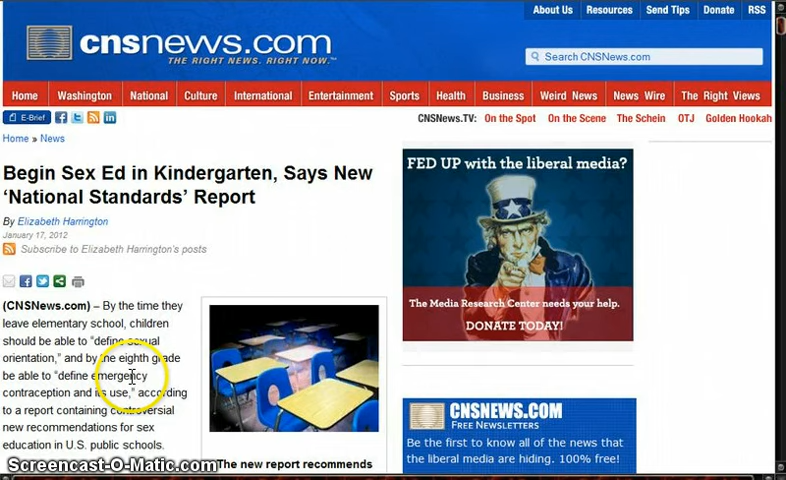 About Us Resources Send Tips Donate RSS
cnsnews.com
THE RIGHT NEWS. RIGHT NOW.™
Search CNSNews.com
Home Washington National Culture International Entertainment Sports Health Business Weird News News Wire The Right Views
E-Brief
CNSNews.TV: On the Spot On the Scene The Schein OTJ Golden Hookah
Home » News
Begin Sex Ed in Kindergarten, Says New
‘National Standards’ Report
By Elizabeth Harrington
January 17, 2012
Subscribe to Elizabeth Harrington's posts
(CNSNews.com) – By the time they
leave elementary school, children
should be able to “define sexual
orientation,” and by the eighth grade
be able to “define emergency
contraception and its use,” according
to a report containing controversial
new recommendations for sex
education in U.S. public schools.
The new report recommends
FED UP with the liberal media?
The Media Research Center needs your help.
DONATE TODAY!
CNSNEWS.COM
FREE NEWSLETTERS
Be the first to know all of the news that
the liberal media are hiding. 100% free!
Screencast-O-Matic.com